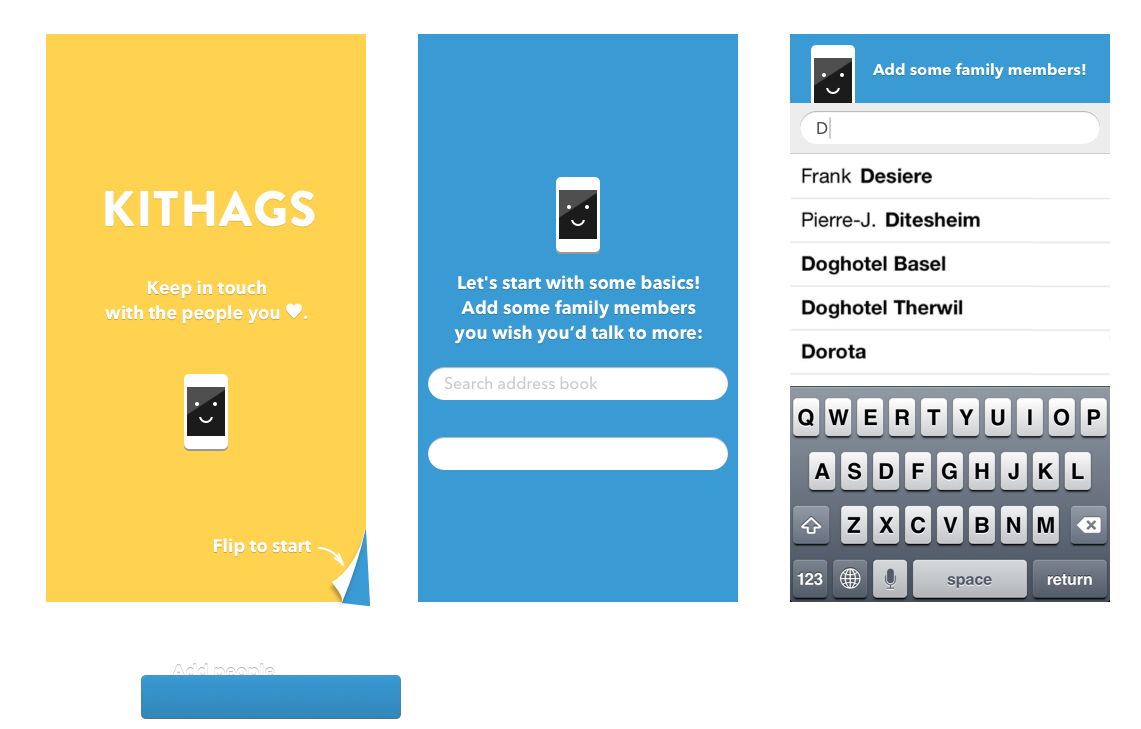 KITHAGS
Keep in touch
with the people you ♥.
Flip to start
Let's start with some basics!
Add some family members
you wish you’d talk to more:
Search address book
Add some family members!
D
Frank Desiere
Pierre-J. Ditesheim
Doghotel Basel
Doghotel Therwil
Dorota
Q W E R T Y U I O P
A S D F G H J K L
Z X C V B N M
123 space return
Add people